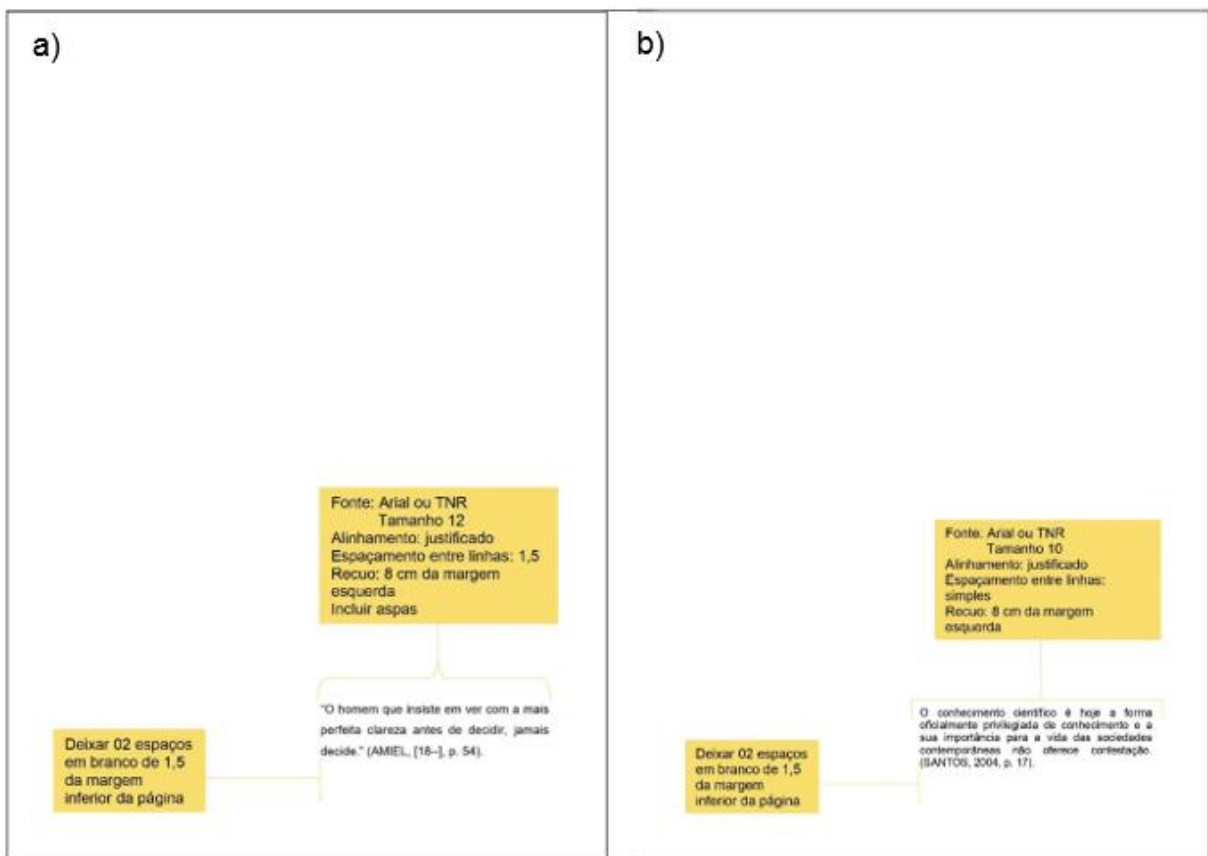 a)
Fonte: Arial ou TNR
Tamanho 12
Alinhamento: justificado
Espaçamento entre linhas: 1,5
Recuo: 8 cm da margem
esquerda
Incluir aspas
"O homem que insiste em ver com a mais
perfeita clareza antes de decidir, jamais
decide." (AMIEL, [18--], p. 54).
Deixar 02 espaços
em branco de 1,5
da margem
inferior da página
b)
Fonte. Arial ou TNR
Tamanho 10
Alinhamento: justificado
Espaçamento entre linhas:
simples
Recuo: 8 cm da margem
esquerda
O conhecimento científico é hoje a forma
oficialmente privilegiada de conhecimento e a
sua importância para a vida das sociedades
contemporâneas não oferece contestação.
(SANTOS, 2004, p. 17).
Deixar 02 espaços
em branco de 1,5
da margem
inferior da página